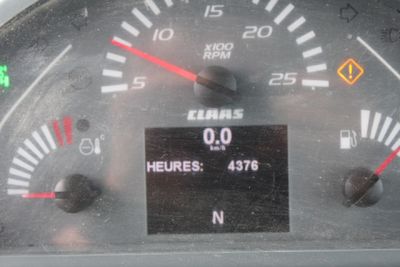 15
10 20
X100
RPM
5 25
CLAAS
0.0
km/h
HEURES: 4376
N